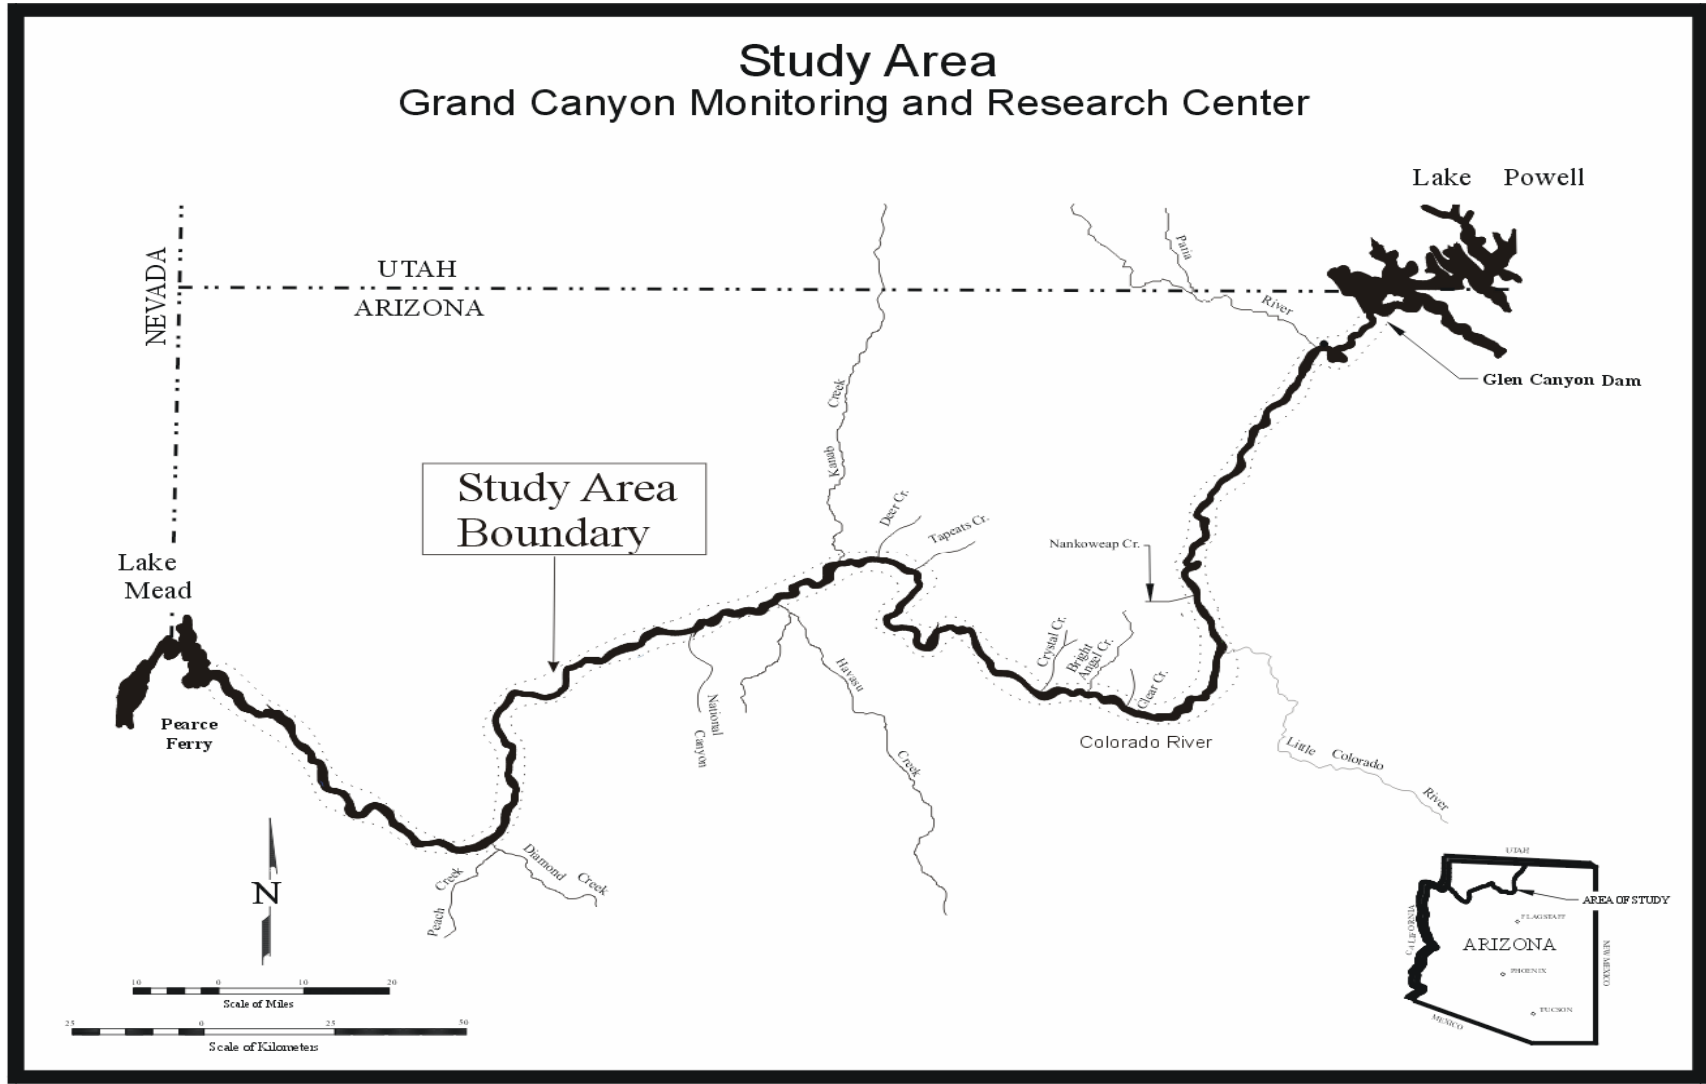 Study Area
Grand Canyon Monitoring and Research Center
Lake Powell
NEVADA
UTAH
ARIZONA
Patia
River
Glen Canyon Dam
Kanab Creek
Study Area
Boundary
Deer Cr.
Tapeats Cr.
Nankoweap Cr.
Lake
Mead
Crystal Cr.
Bright
Angel Cr.
Clear Cr.
Pearce
Ferry
National
Canyon
Havasu
Creek
Colorado River
Little Colorado
River
Diamond
Creek
Peach
Creek
N
10 0 10 20
Scale of Miles
25 0 25 50
Scale of Kilometers
UTAH
AREA OF STUDY
FLAGSTAFF
CALIFORNIA
ARIZONA
NEW MEXICO
PHOENIX
TUCSON
MEXICO